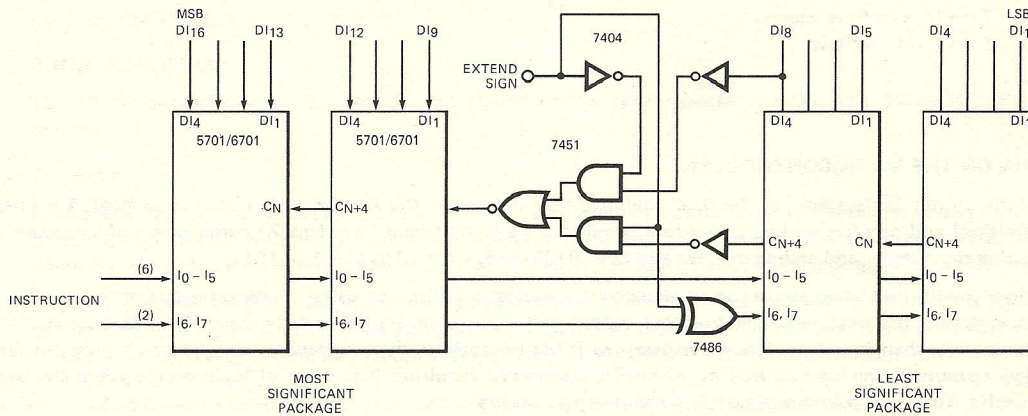 MSB
DI16 DI13 DI12 DI9
EXTEND SIGN
7404
DI8 DI5 DI4
LSB
DI1
DI4 DI1
5701/6701
DI4 DI1
5701/6701
7451
DI4 DI1
DI4
CN CN+4
CN+4 CN CN+4
(6) I0 – I5 I0 – I5 I0 – I5 I0 – I5
INSTRUCTION
(2) I6, I7 I6, I7 I6, I7 I6, I7
7486
MOST
SIGNIFICANT
PACKAGE
LEAST
SIGNIFICANT
PACKAGE